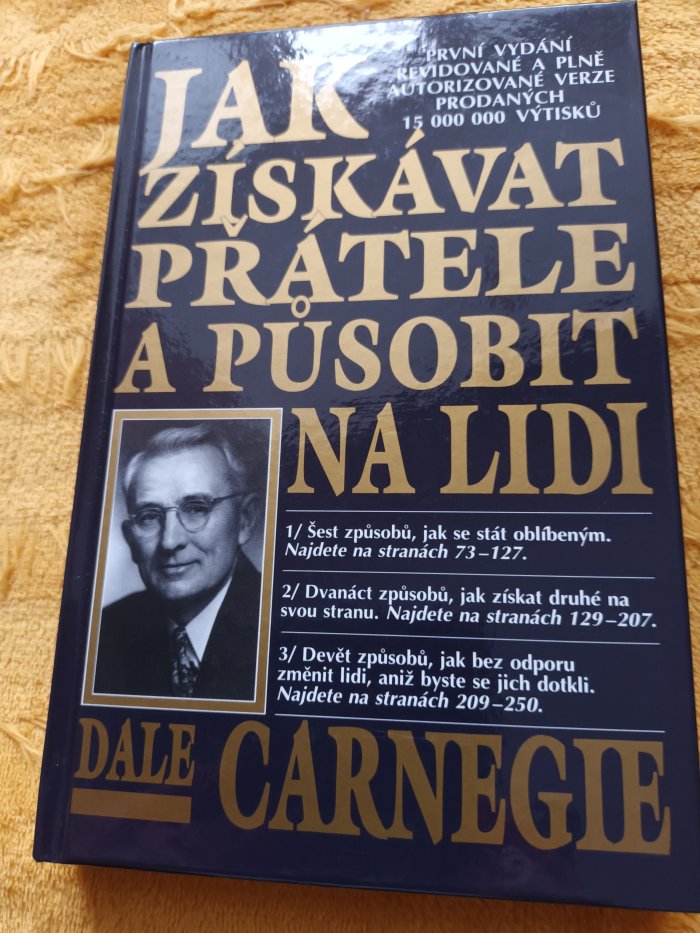 JAK
PRVNÍ VYDÁNÍ
REVIDOVANÉ A PLNĚ
AUTORIZOVANÉ VERZE
PRODANÝCH
15 000 000 VÝTISKŮ
ZÍSKÁVAT
PŘÁTELE
A PŮSOBIT
NA LIDI
1/ Šest způsobů, jak se stát oblíbeným.
Najdete na stranách 73–127.
2/ Dvanáct způsobů, jak získat druhé na
svou stranu. Najdete na stranách 129–207.
3/ Devět způsobů, jak bez odporu
změnit lidi, aniž byste se jich dotkli.
Najdete na stranách 209–250.
DALE CARNEGIE